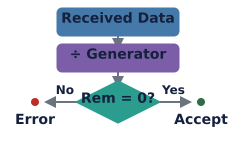 Received Data
÷ Generator
Rem = 0?
No
Yes
Error
Accept